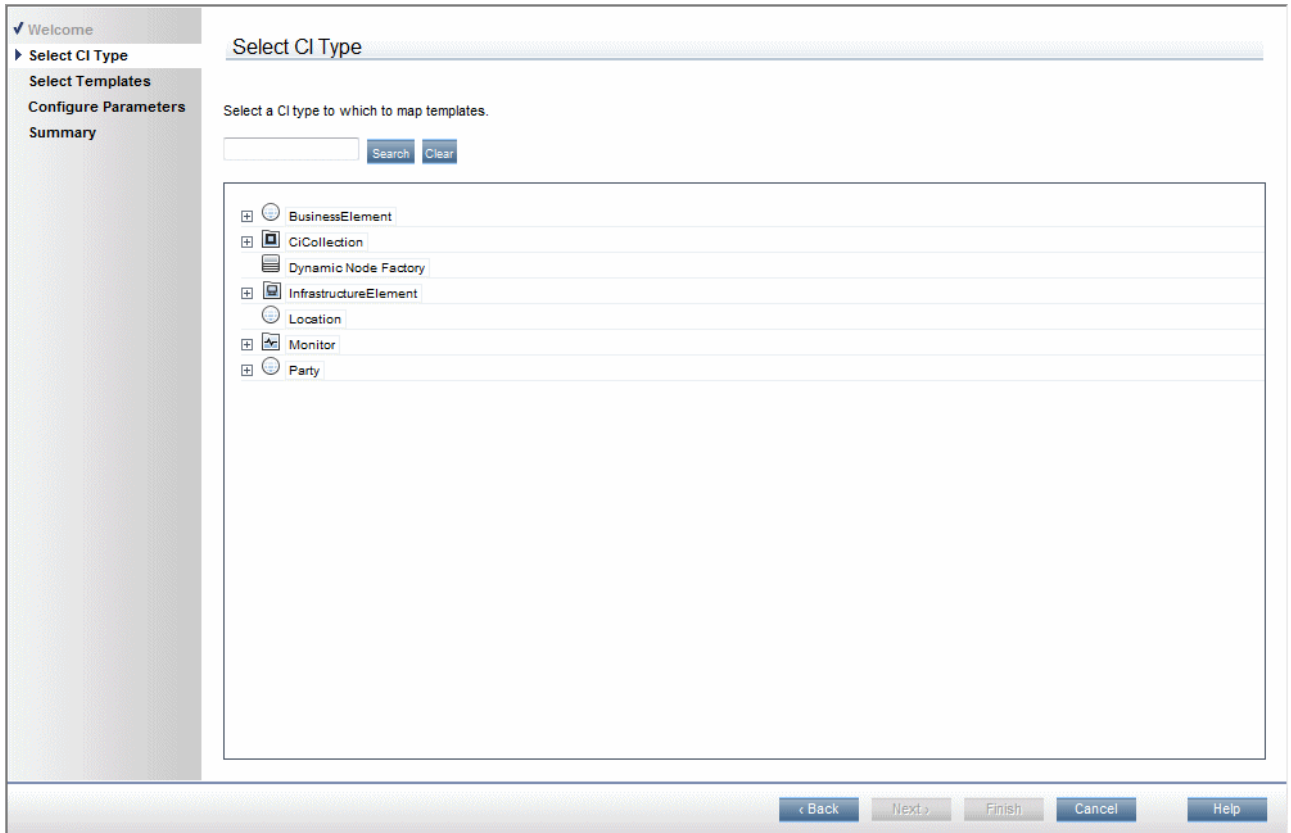 Welcome
Select CI Type
Select Templates
Configure Parameters
Summary
Select CI Type
Select a CI type to which to map templates.
Search Clear
BusinessElement
CiCollection
Dynamic Node Factory
InfrastructureElement
Location
Monitor
Party
‹ Back Next › Finish Cancel Help